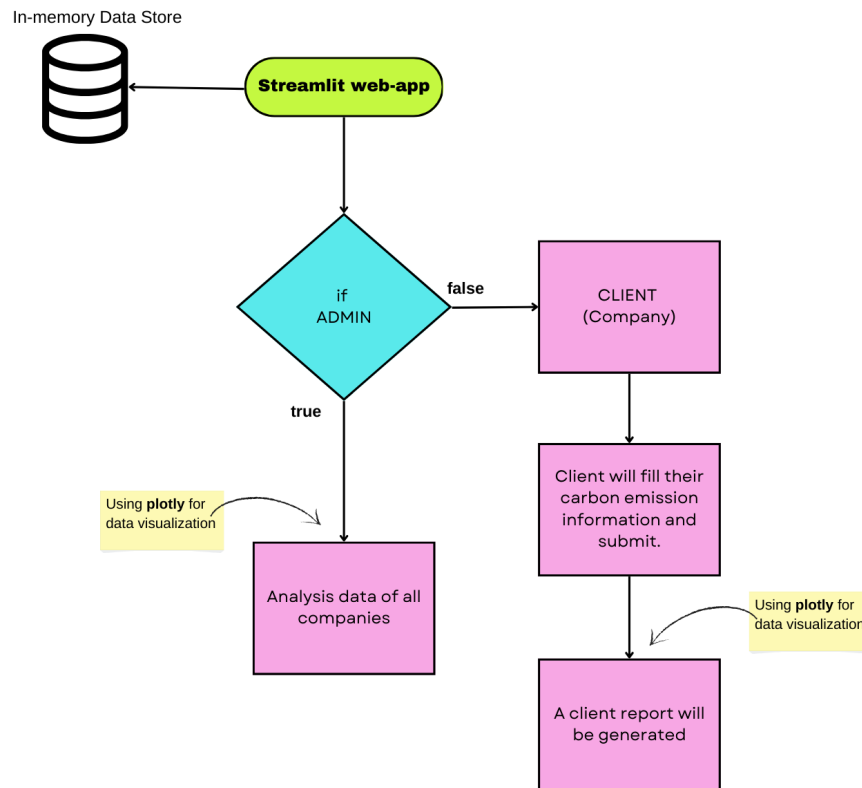 In-memory Data Store
Streamlit web-app
if
ADMIN
false
CLIENT
(Company)
true
Client will fill their
carbon emission
information and
submit.
Using plotly for
data visualization
Analysis data of all
companies
Using plotly for
data visualization
A client report will
be generated